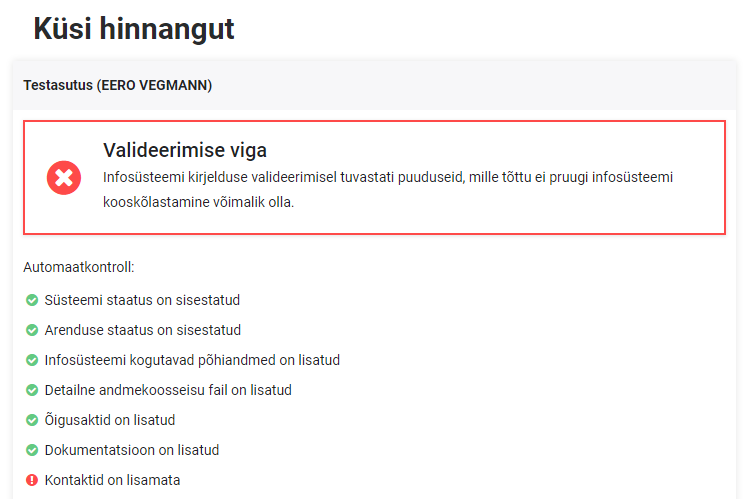 Küsi hinnangut
Testasutus (EERO VEGMANN)
Valideerimise viga
Infosüsteemi kirjelduse valideerimisel tuvastati puuduseid, mille tõttu ei pruugi infosüsteemi
kooskõlastamine võimalik olla.
Automaatkontroll:
Süsteemi staatus on sisestatud
Arenduse staatus on sisestatud
Infosüsteemi kogutavad põhiandmed on lisatud
Detailne andmekoosseisu fail on lisatud
Õigusaktid on lisatud
Dokumentatsioon on lisatud
Kontaktid on lisamata